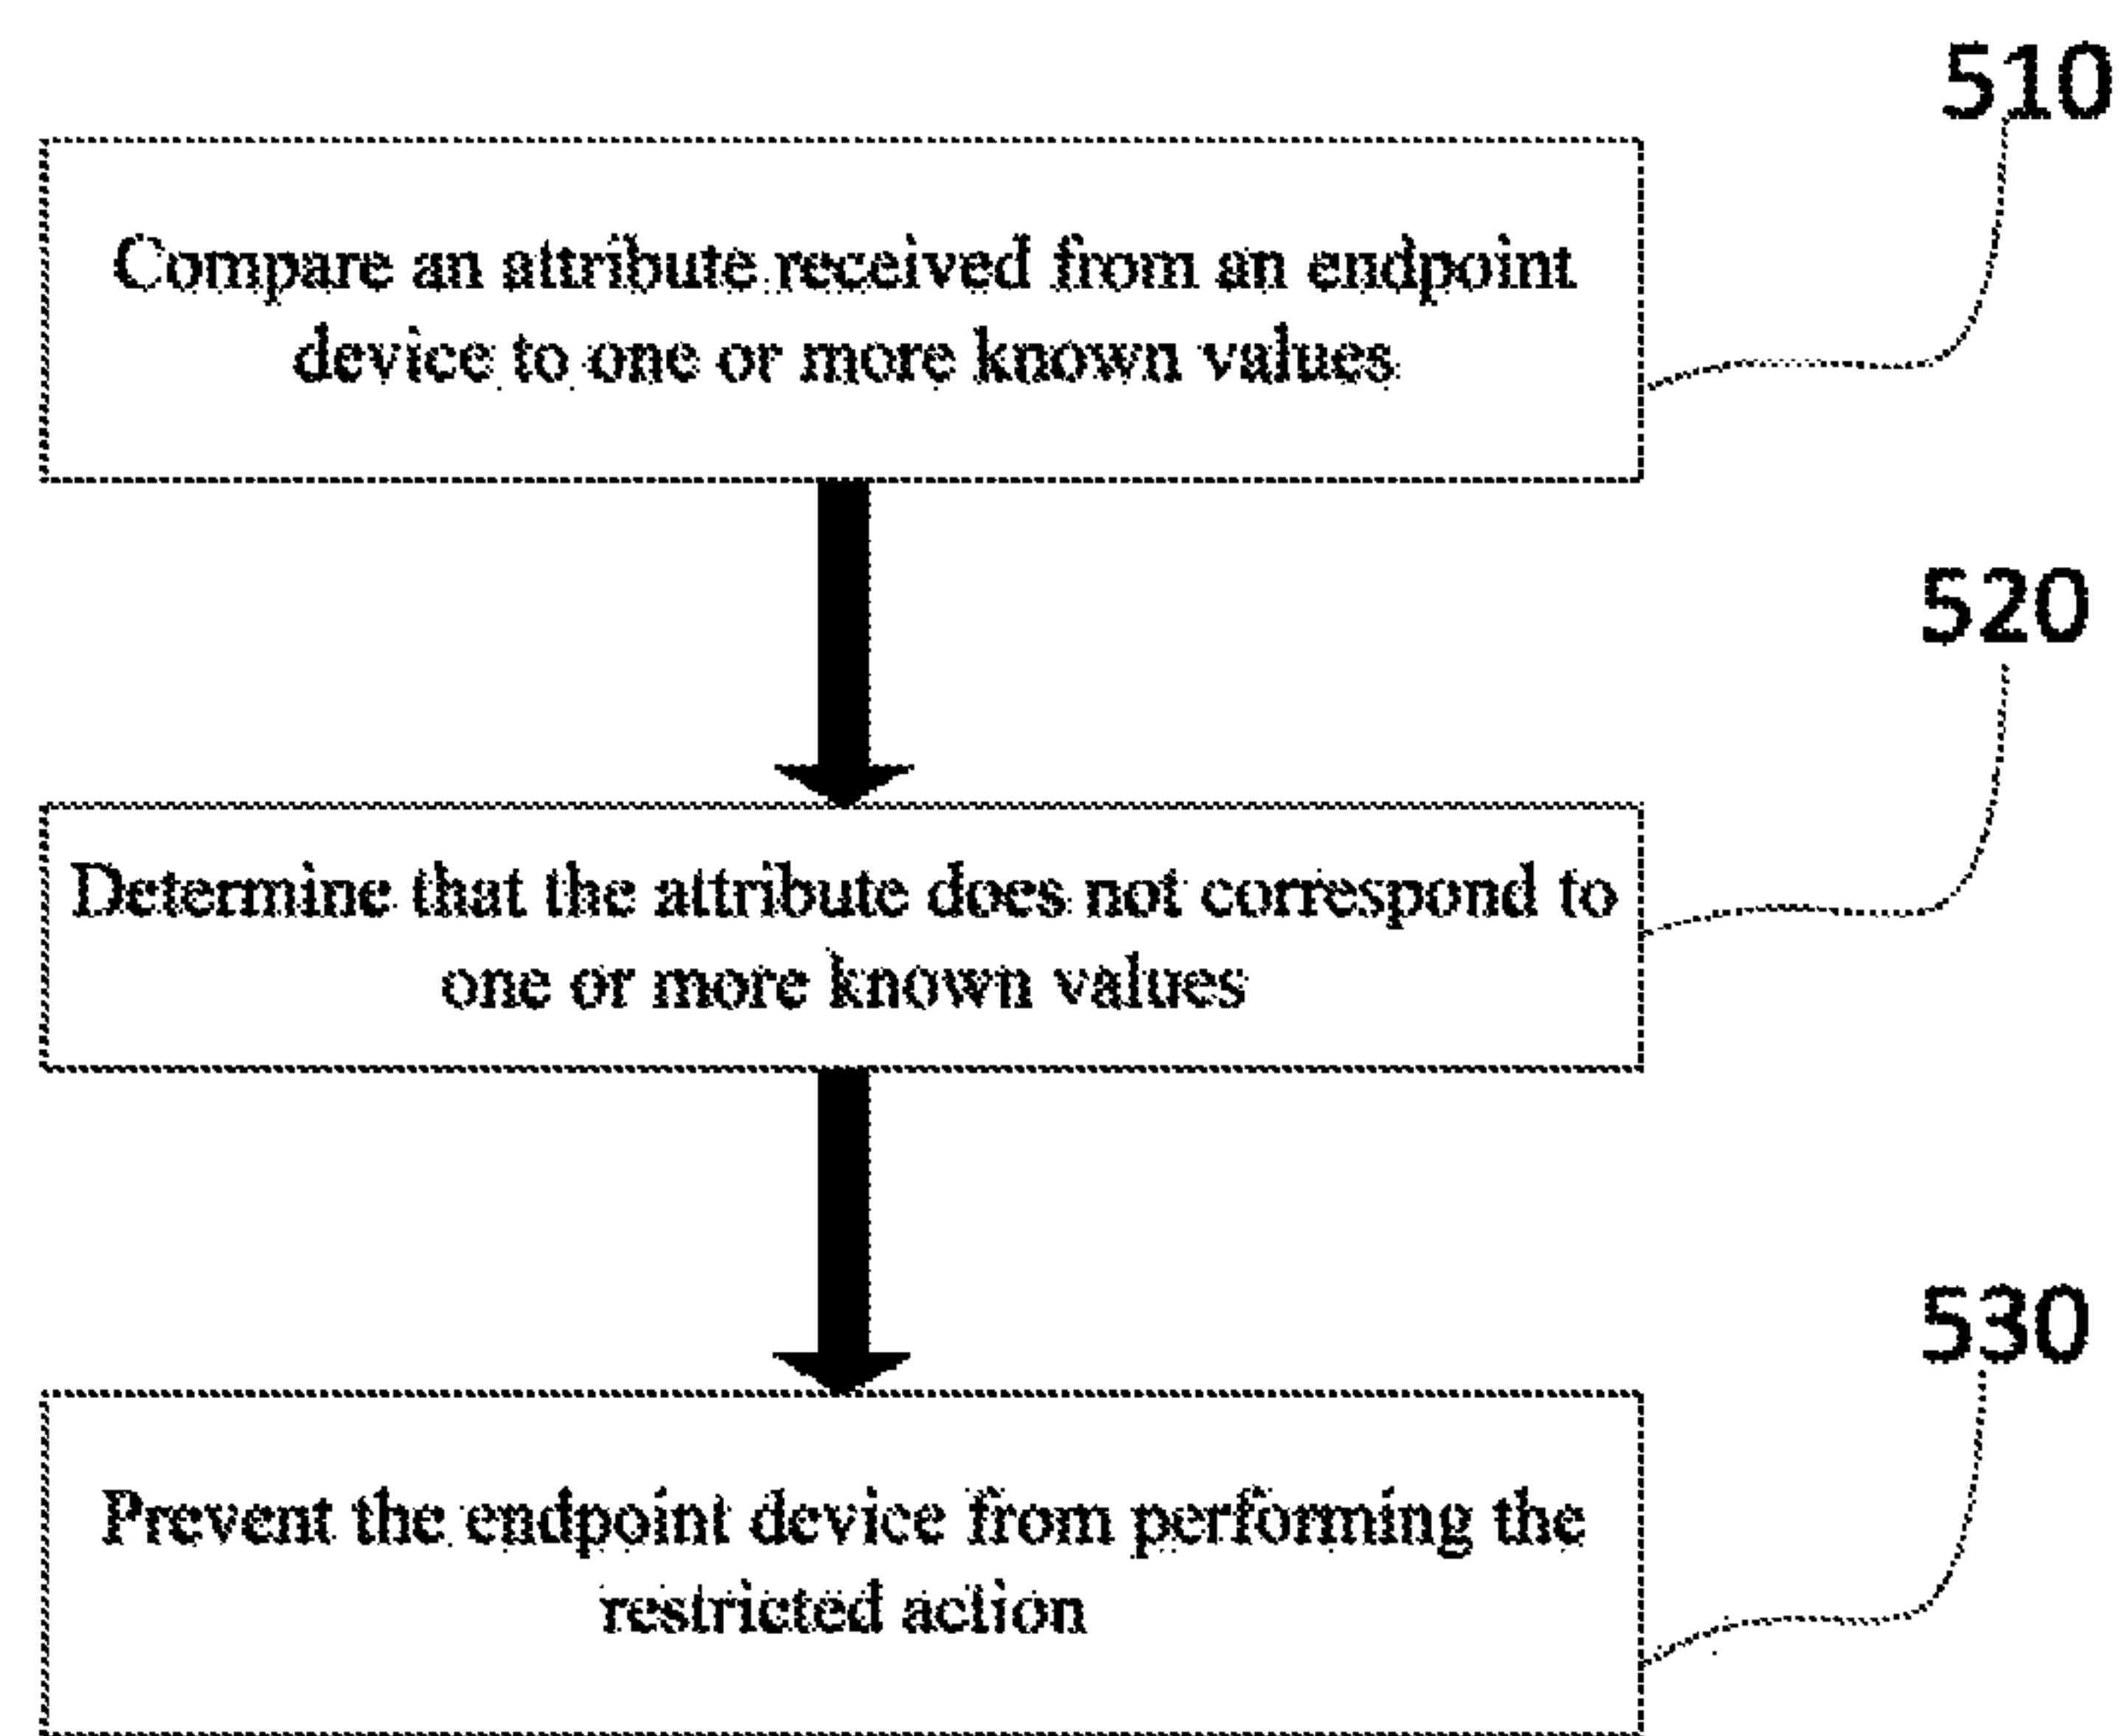 510
Compare an attribute received from an endpoint
device to one or more known values
520
Determine that the attribute does not correspond to
one or more known values
530
Prevent the endpoint device from performing the
restricted action